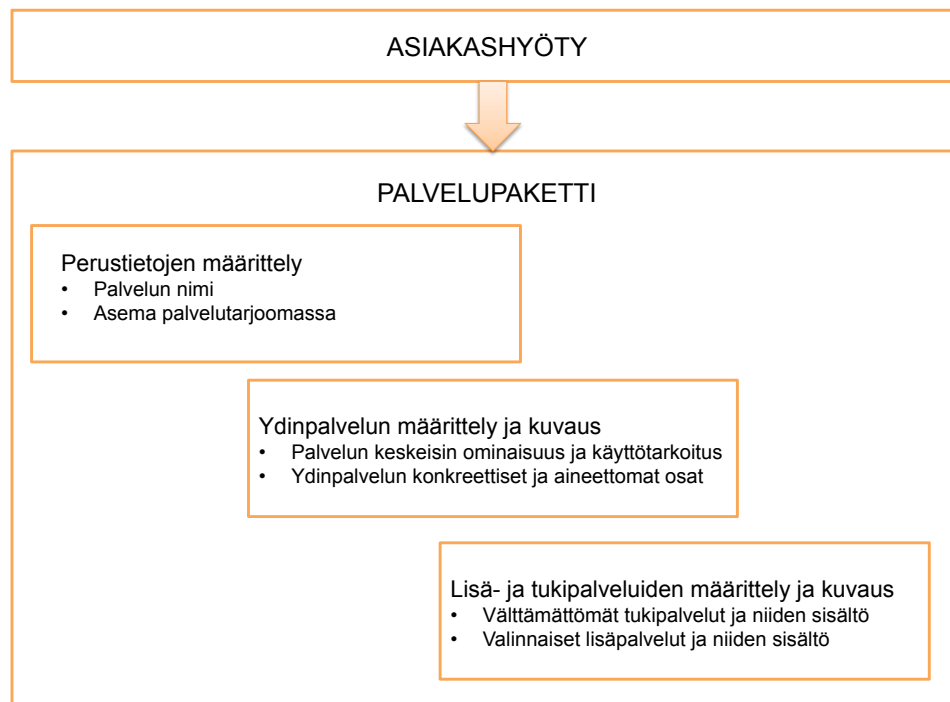 ASIAKASHYÖTY
PALVELUPAKETTI
Perustietojen määrittely
• Palvelun nimi
• Asema palvelutarjoomassa
Ydinpalvelun määrittely ja kuvaus
• Palvelun keskeisin ominaisuus ja käyttötarkoitus
• Ydinpalvelun konkreettiset ja aineettomat osat
Lisä- ja tukipalveluiden määrittely ja kuvaus
• Välttämättömät tukipalvelut ja niiden sisältö
• Valinnaiset lisäpalvelut ja niiden sisältö